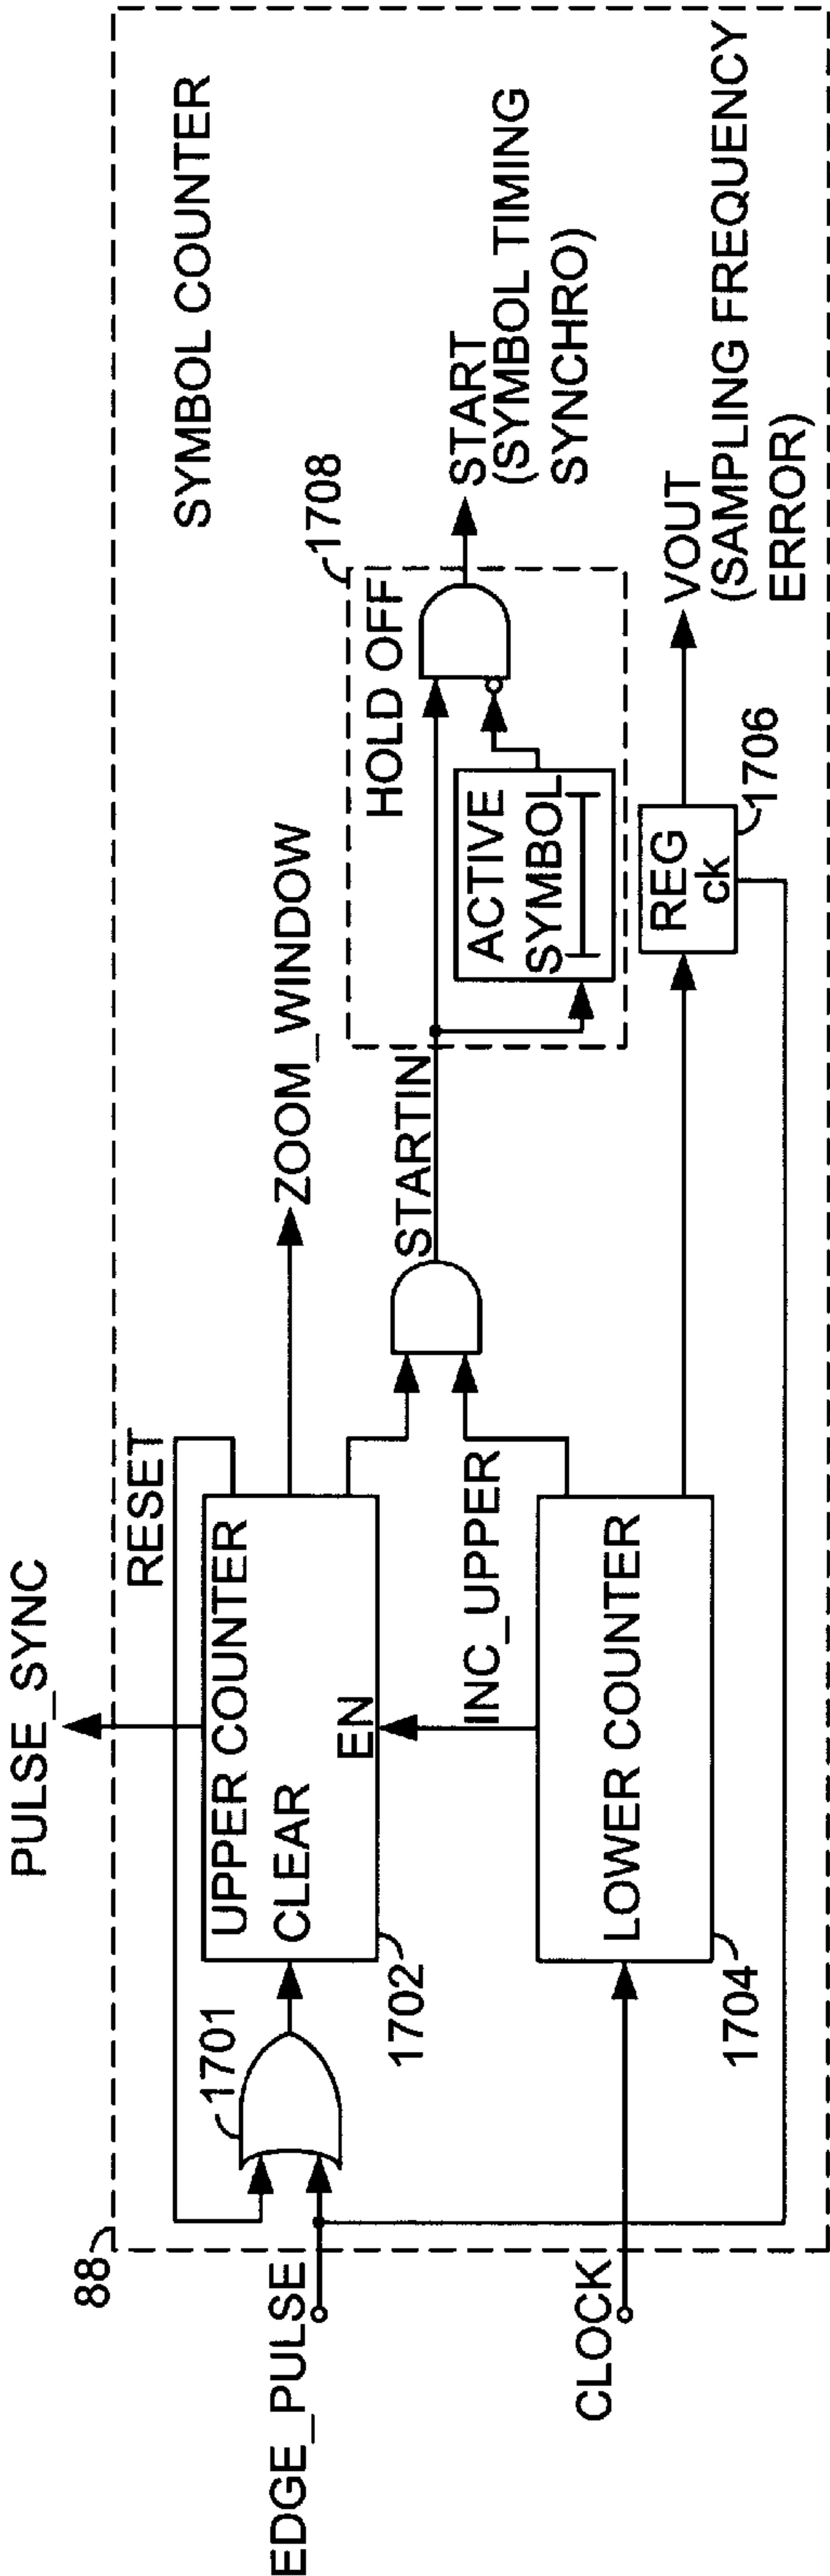 PULSE_SYNC
88
RESET
SYMBOL COUNTER
EDGE_PULSE
1701
UPPER COUNTER
CLEAR
EN
1702
ZOOM_WINDOW
INC_UPPER
STARTIN
HOLD OFF
1708
ACTIVE
SYMBOL
START
(SYMBOL TIMING
SYNCHRO)
CLOCK
LOWER COUNTER
1704
REG
ck
1706
VOUT
(SAMPLING FREQUENCY
ERROR)